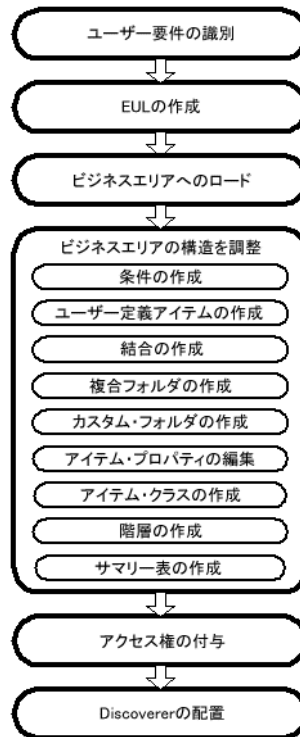 ユーザー要件の識別
EULの作成
ビジネスエリアへのロード
ビジネスエリアの構造を調整
条件の作成
ユーザー定義アイテムの作成
結合の作成
複合フォルダの作成
カスタム・フォルダの作成
アイテム・プロパティの編集
アイテム・クラスの作成
階層の作成
サマリー表の作成
アクセス権の付与
Discovererの配置